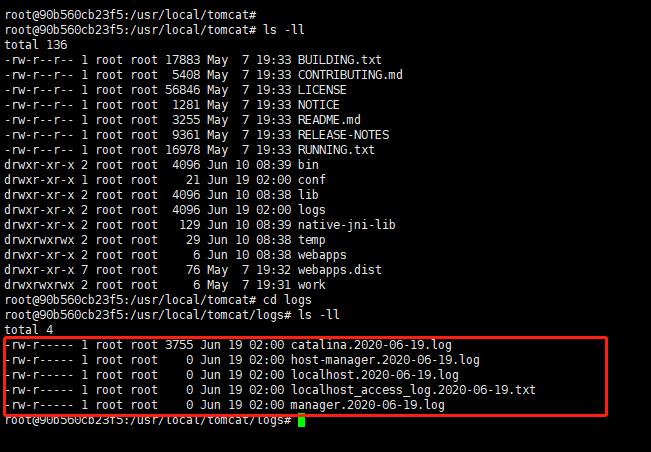 root@90b560cb23f5:/usr/local/tomcat#
root@90b560cb23f5:/usr/local/tomcat# ls -ll
total 136
-rw-r--r-- 1 root root 17883 May  7 19:33 BUILDING.txt
-rw-r--r-- 1 root root  5408 May  7 19:33 CONTRIBUTING.md
-rw-r--r-- 1 root root 56846 May  7 19:33 LICENSE
-rw-r--r-- 1 root root  1281 May  7 19:33 NOTICE
-rw-r--r-- 1 root root  3255 May  7 19:33 README.md
-rw-r--r-- 1 root root  9361 May  7 19:33 RELEASE-NOTES
-rw-r--r-- 1 root root 16978 May  7 19:33 RUNNING.txt
drwxr-xr-x 2 root root  4096 Jun 10 08:39 bin
drwxr-xr-x 1 root root    21 Jun 19 02:00 conf
drwxr-xr-x 2 root root  4096 Jun 10 08:38 lib
drwxr-xr-x 2 root root  4096 Jun 19 02:00 logs
drwxr-xr-x 2 root root   129 Jun 10 08:39 native-jni-lib
drwxrwxrwx 2 root root    29 Jun 10 08:38 temp
drwxr-xr-x 2 root root     6 Jun 10 08:38 webapps
drwxr-xr-x 7 root root    76 May  7 19:32 webapps.dist
drwxrwxrwx 2 root root     6 May  7 19:31 work
root@90b560cb23f5:/usr/local/tomcat# cd logs
root@90b560cb23f5:/usr/local/tomcat/logs# ls -ll
total 4
-rw-r----- 1 root root 3755 Jun 19 02:00 catalina.2020-06-19.log
-rw-r----- 1 root root    0 Jun 19 02:00 host-manager.2020-06-19.log
-rw-r----- 1 root root    0 Jun 19 02:00 localhost.2020-06-19.log
-rw-r----- 1 root root    0 Jun 19 02:00 localhost_access_log.2020-06-19.txt
-rw-r----- 1 root root    0 Jun 19 02:00 manager.2020-06-19.log
root@90b560cb23f5:/usr/local/tomcat/logs#